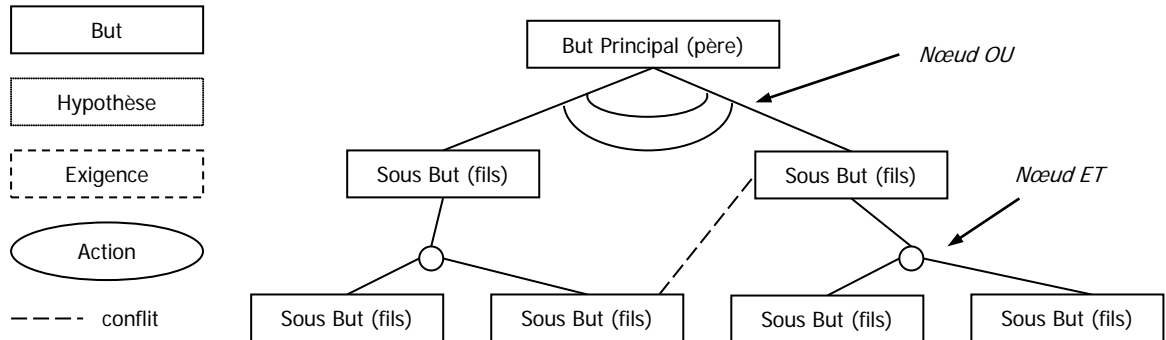 But
Hypothèse
Exigence
Action
conflit
But Principal (père)
Nœud OU
Sous But (fils)
Sous But (fils)
Nœud ET
Sous But (fils)
Sous But (fils)
Sous But (fils)
Sous But (fils)